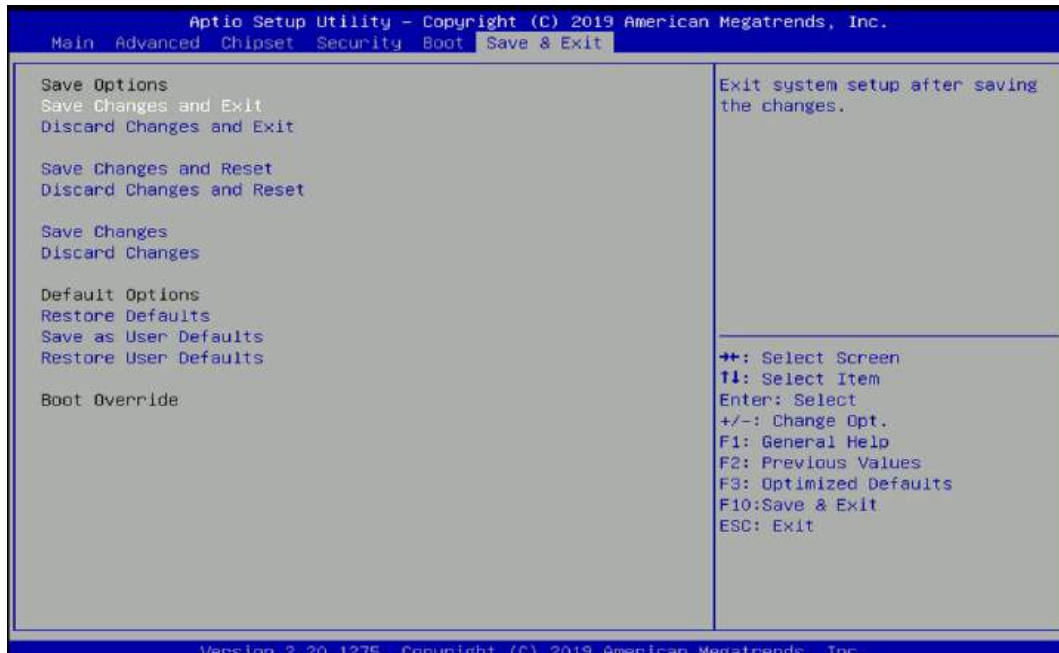 Aptio Setup Utility – Copyright (C) 2019 American Megatrends, Inc.
Main Advanced Chipset Security Boot Save & Exit
Save Options
Save Changes and Exit
Discard Changes and Exit
Save Changes and Reset
Discard Changes and Reset
Save Changes
Discard Changes
Default Options
Restore Defaults
Save as User Defaults
Restore User Defaults
Boot Override
Exit system setup after saving
the changes.
→←: Select Screen
↑↓: Select Item
Enter: Select
+/-: Change Opt.
F1: General Help
F2: Previous Values
F3: Optimized Defaults
F10:Save & Exit
ESC: Exit
Version 2.20.1275. Copyright (C) 2019 American Megatrends, Inc.